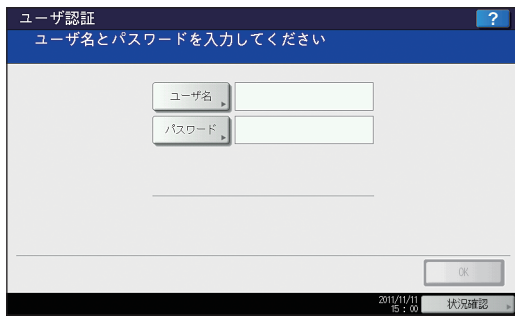 ユーザ認証
?
ユーザ名とパスワードを入力してください
ユーザ名
パスワード
OK
2011/11/11
15 : 00
状況確認